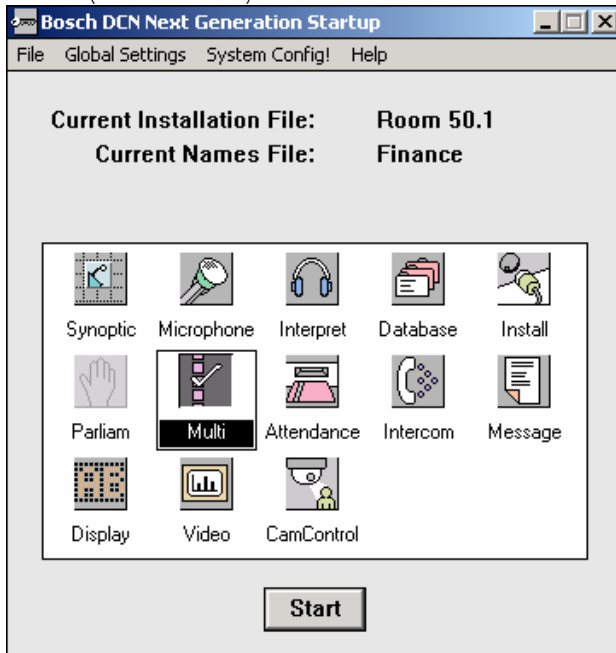 Bosch DCN Next Generation Startup
File Global Settings System Config! Help
Current Installation File: Room 50.1
Current Names File: Finance
Synoptic Microphone Interpret Database Install
Parliam Multi Attendance Intercom Message
Display Video CamControl
Start